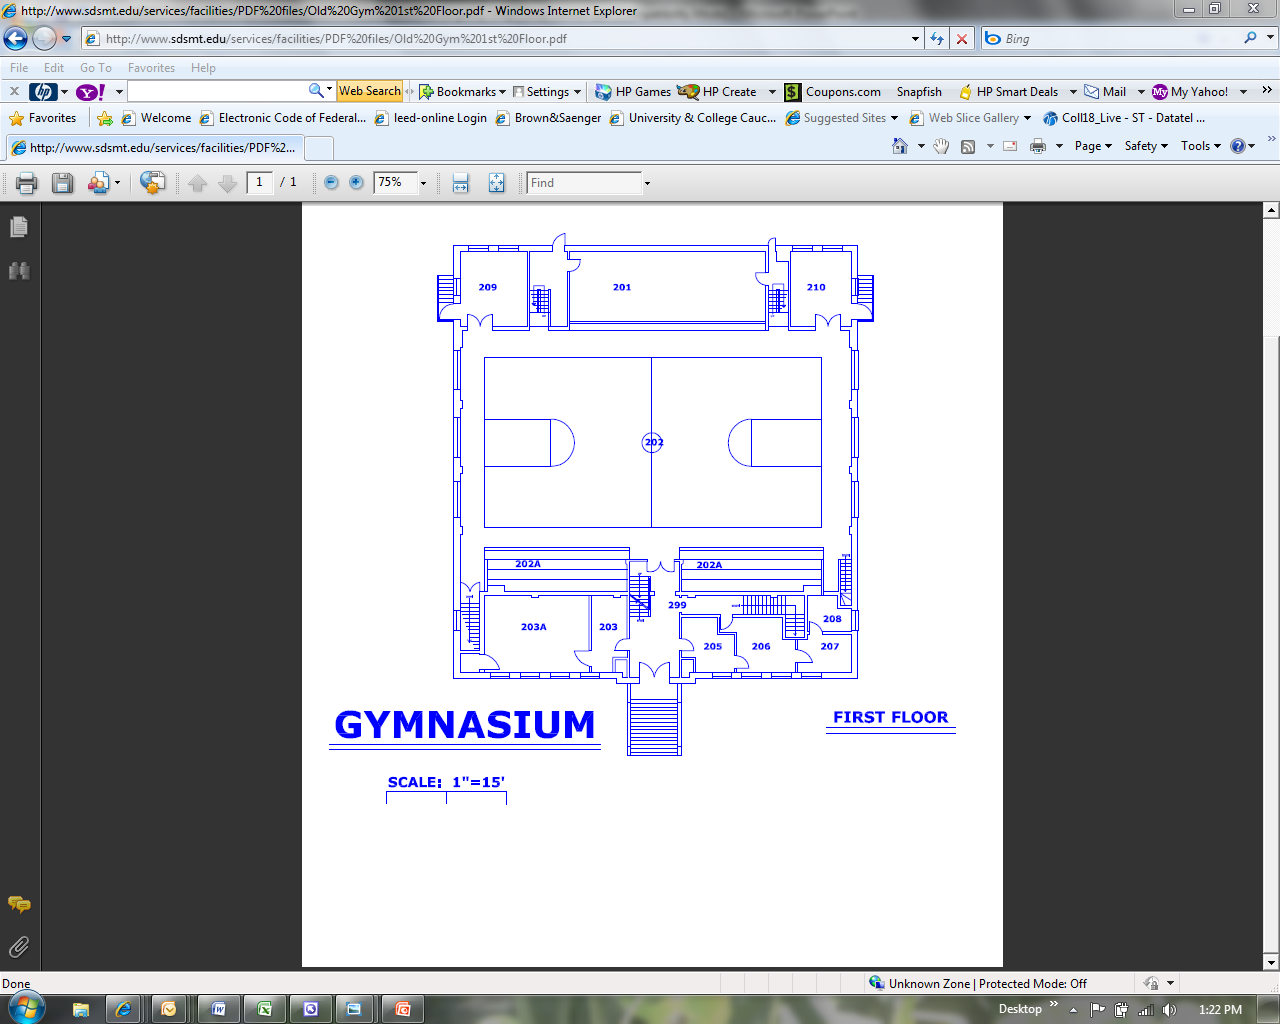 http://www.sdsmt.edu/services/facilities/PDF%20files/Old%20Gym%201st%20Floor.pdf - Windows Internet Explorer
http://www.sdsmt.edu/services/facilities/PDF%20files/Old%20Gym%201st%20Floor.pdf Bing
File Edit Go To Favorites Help
Web Search Bookmarks Settings HP Games HP Create Coupons.com Snapfish HP Smart Deals Mail My Yahoo!
Favorites Welcome Electronic Code of Federal... leed-online Login Brown&Saenger University & College Cauc... Suggested Sites Web Slice Gallery Coll18_Live - ST - Datatel ...
http://www.sdsmt.edu/services/facilities/PDF%2... Page Safety Tools
1 / 1 75% Find
209 201 210
202
202A 202A
299
203A 203 205 206 207 208
GYMNASIUM
FIRST FLOOR
SCALE: 1"=15'
Done Unknown Zone | Protected Mode: Off
Desktop 1:22 PM